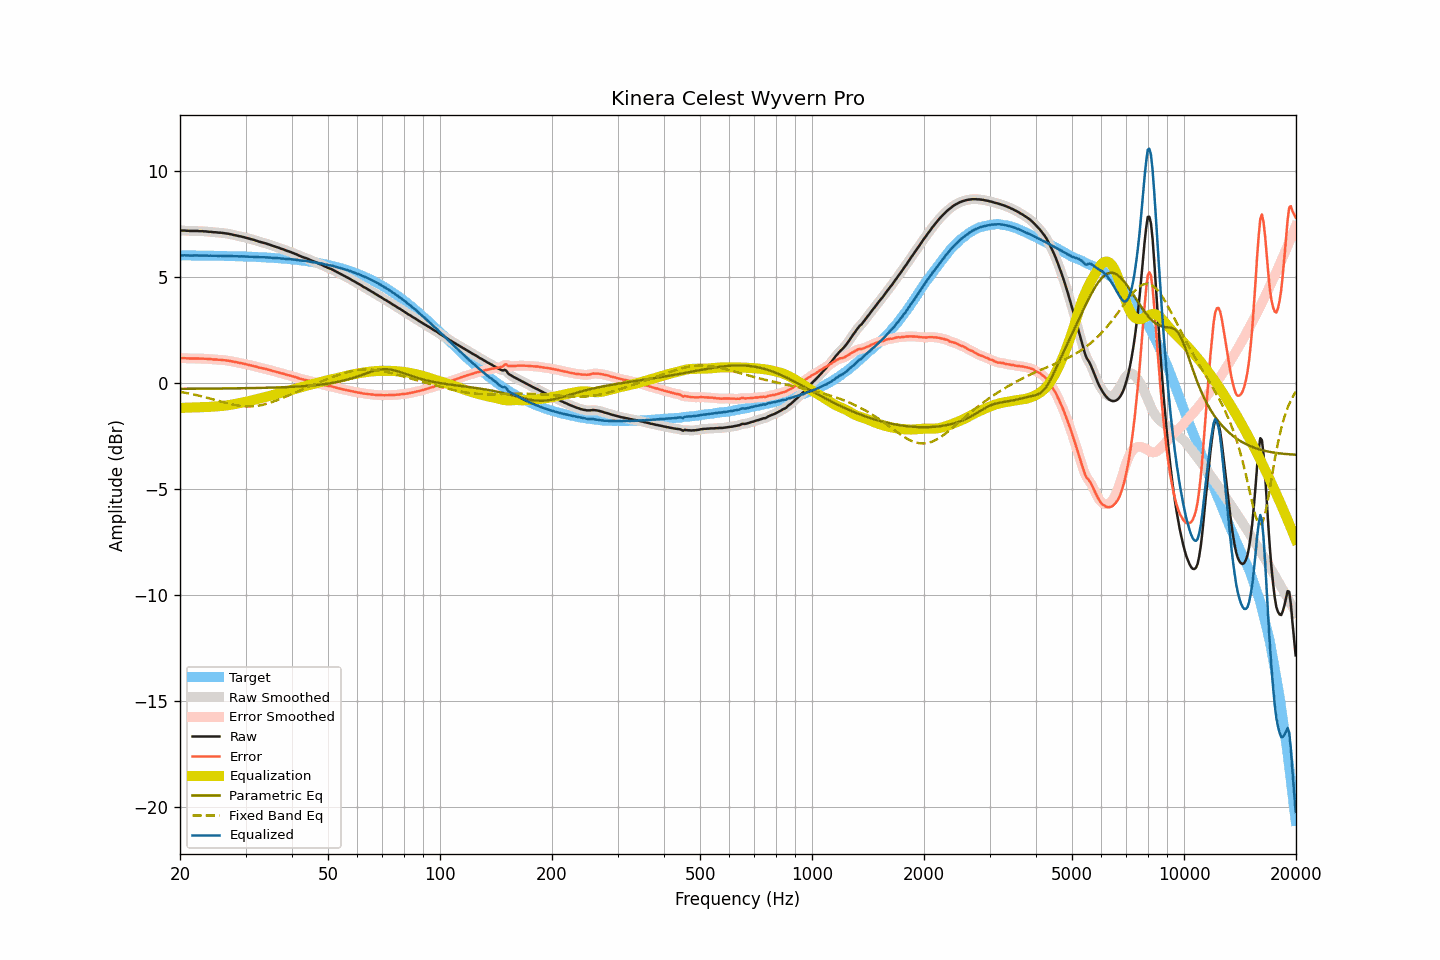 Kinera Celest Wyvern Pro
10
5
0
−5
−10
−15
−20
Amplitude (dBr)
Target
Raw Smoothed
Error Smoothed
Raw
Error
Equalization
Parametric Eq
Fixed Band Eq
Equalized
20 50 100 200 500 1000 2000 5000 10000 20000
Frequency (Hz)